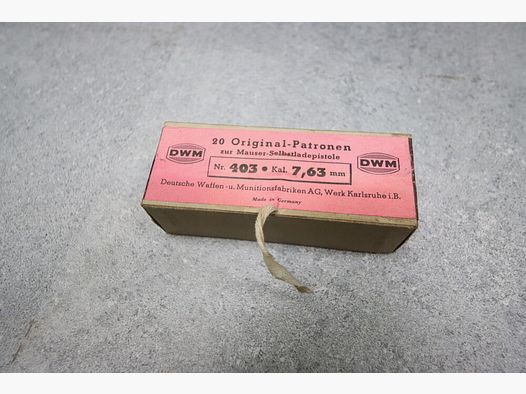 20 Original-Patronen
zur Mauser-Selbstladepistole
DWM
Nr. 403 • Kal. 7,63 mm
DWM
Deutsche Waffen-u. Munitionsfabriken AG, Werk Karlsruhe i.B.
Made in Germany